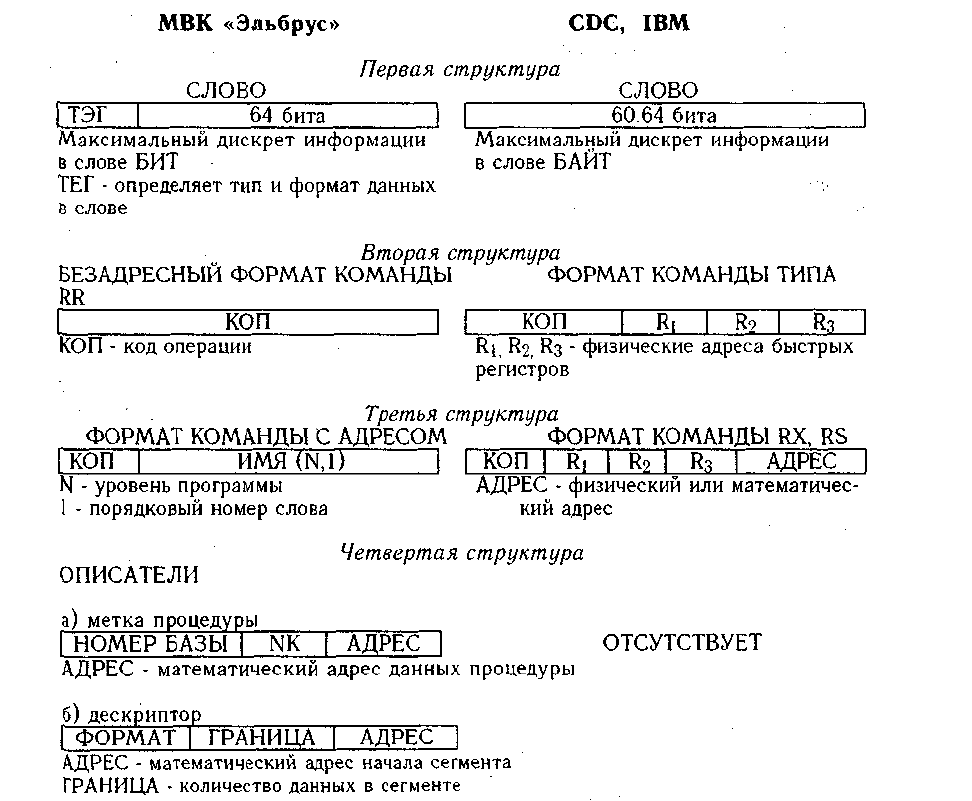 МВК «Эльбрус» CDC, IBM
Первая структура
СЛОВО СЛОВО
ТЭГ 64 бита 60.64 бита
Максимальный дискрет информации Максимальный дискрет информации
в слове БИТ в слове БАЙТ
ТЕГ - определяет тип и формат данных
в слове
Вторая структура
БЕЗАДРЕСНЫЙ ФОРМАТ КОМАНДЫ ФОРМАТ КОМАНДЫ ТИПА
RR
КОП КОП R1 R2 R3
КОП - код операции R1, R2, R3 - физические адреса быстрых
регистров
Третья структура
ФОРМАТ КОМАНДЫ С АДРЕСОМ ФОРМАТ КОМАНДЫ RX, RS
КОП ИМЯ (N,1) КОП R1 R2 R3 АДРЕС
N - уровень программы АДРЕС - физический или математичес-
1 - порядковый номер слова кий адрес
Четвертая структура
ОПИСАТЕЛИ
а) метка процедуры
НОМЕР БАЗЫ NK АДРЕС ОТСУТСТВУЕТ
АДРЕС - математический адрес данных процедуры
б) дескриптор
ФОРМАТ ГРАНИЦА АДРЕС
АДРЕС - математический адрес начала сегмента
ГРАНИЦА - количество данных в сегменте